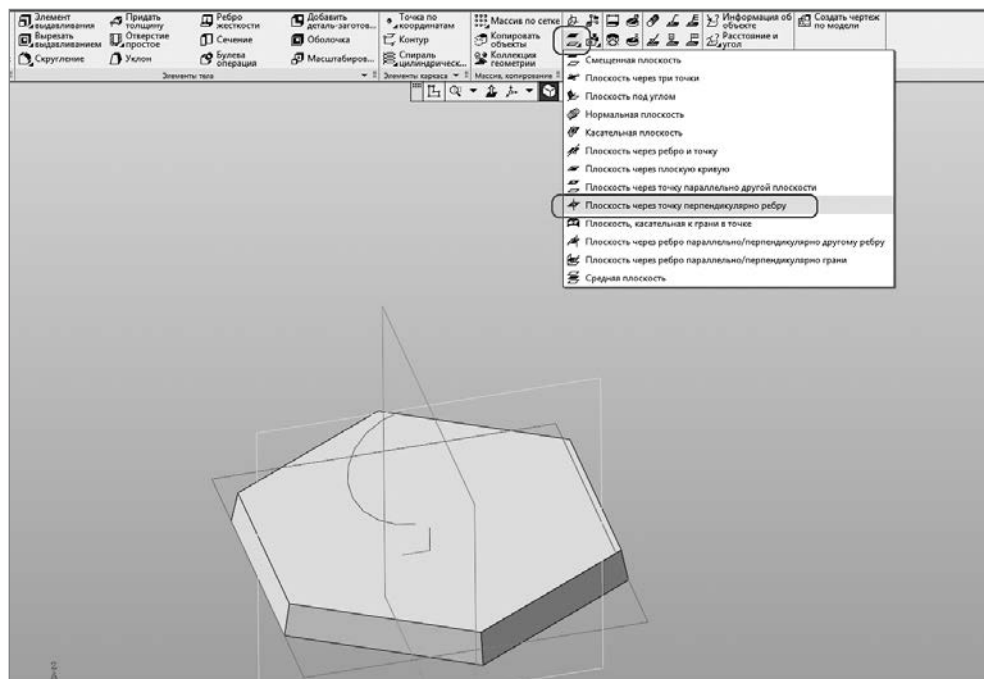 Элемент выдавливания
Придать толщину
Ребро жесткости
Добавить деталь-заготов...
Точка по координатам
Массив по сетке
Информация об объекте
Создать чертеж по модели
Вырезать выдавливанием
Отверстие простое
Сечение
Оболочка
Контур
Копировать объекты
Расстояние и угол
Скругление
Уклон
Булева операция
Масштабиров...
Спираль цилиндрическ...
Коллекция геометрии
Элементы тела
Элементы каркаса
Массив, копирование
Смещенная плоскость
Плоскость через три точки
Плоскость под углом
Нормальная плоскость
Касательная плоскость
Плоскость через ребро и точку
Плоскость через плоскую кривую
Плоскость через точку параллельно другой плоскости
Плоскость через точку перпендикулярно ребру
Плоскость, касательная к грани в точке
Плоскость через ребро параллельно/перпендикулярно другому ребру
Плоскость через ребро параллельно/перпендикулярно грани
Средняя плоскость